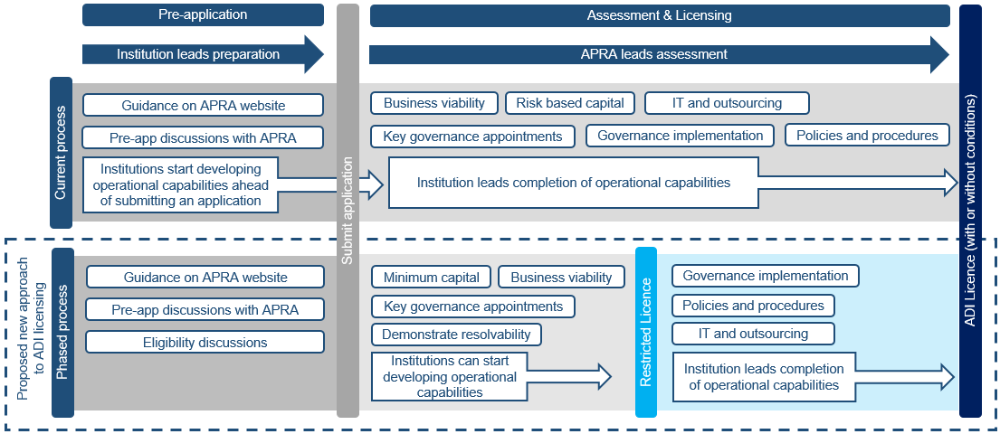 Pre-application
Assessment & Licensing
Institution leads preparation
APRA leads assessment
Current process
Guidance on APRA website
Pre-app discussions with APRA
Institutions start developing
operational capabilities ahead
of submitting an application
Submit application
Business viability
Risk based capital
IT and outsourcing
Key governance appointments
Governance implementation
Policies and procedures
Institution leads completion of operational capabilities
ADI Licence (with or without conditions)
Proposed new approach
to ADI licensing
Phased process
Guidance on APRA website
Pre-app discussions with APRA
Eligibility discussions
Minimum capital
Business viability
Key governance appointments
Demonstrate resolvability
Institutions can start
developing operational
capabilities
Restricted Licence
Governance implementation
Policies and procedures
IT and outsourcing
Institution leads completion
of operational capabilities